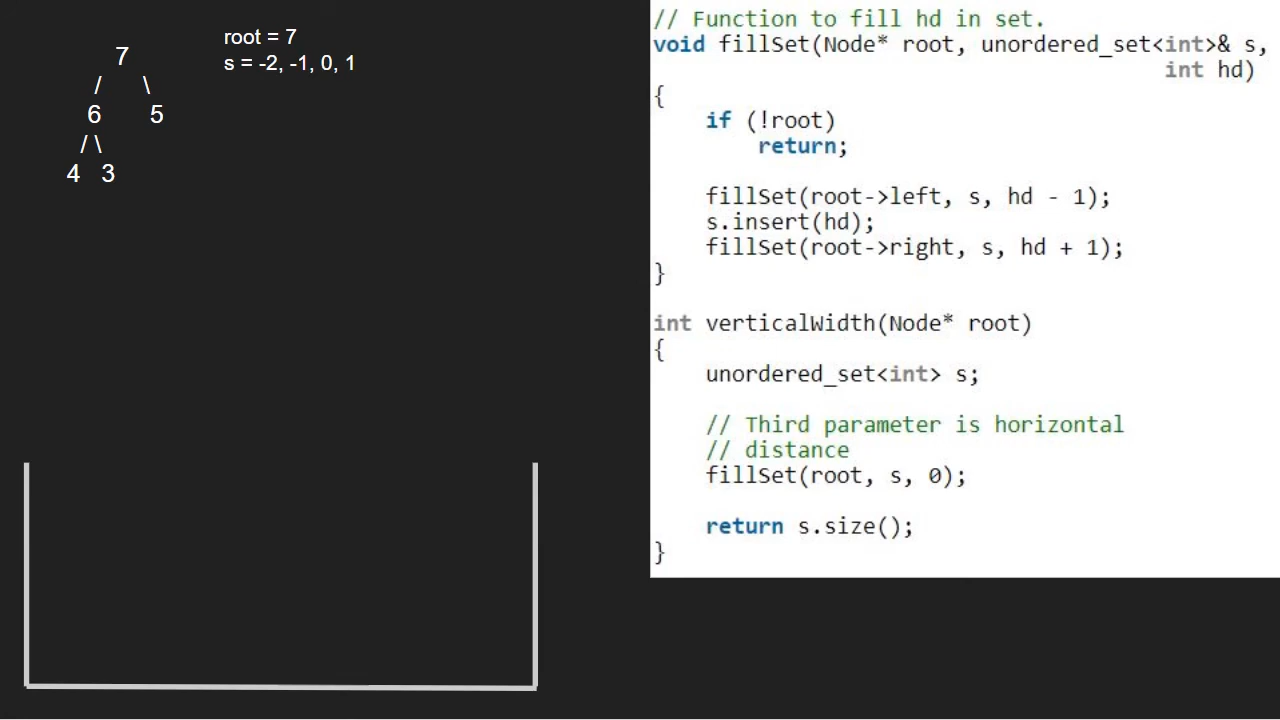 root = 7
s = -2, -1, 0, 1
7
/ \
6 5
/ \
4 3
// Function to fill hd in set.
void fillSet(Node* root, unordered_set<int>& s,
int hd)
{
if (!root)
return;
fillSet(root->left, s, hd - 1);
s.insert(hd);
fillSet(root->right, s, hd + 1);
}
int verticalWidth(Node* root)
{
unordered_set<int> s;
// Third parameter is horizontal
// distance
fillSet(root, s, 0);
return s.size();
}